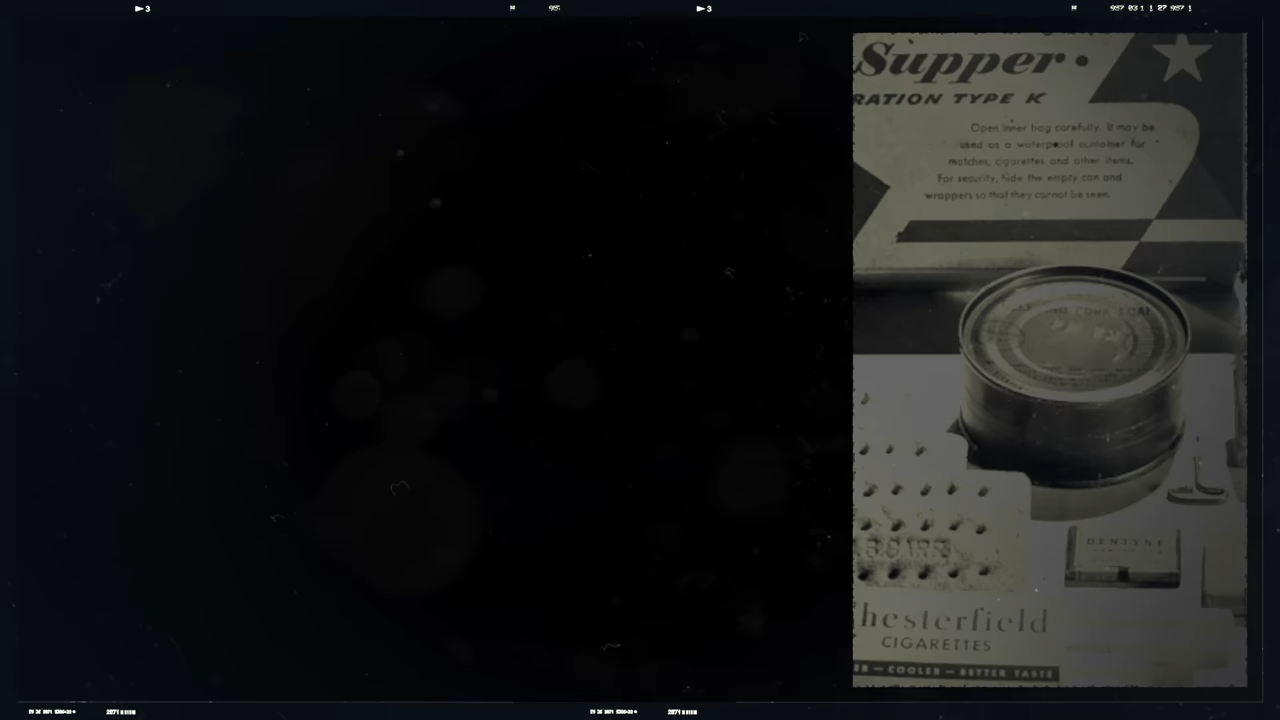 Supper.
RATION TYPE K
Open inner bag carefully. It may be
used as a waterproof container for
matches, cigarettes and other items.
For security, hide the empty can and
wrappers so that they cannot be seen.
PORK LOAF
DENTYNE
hesterfield
CIGARETTES
— COOLER — BETTER TASTE